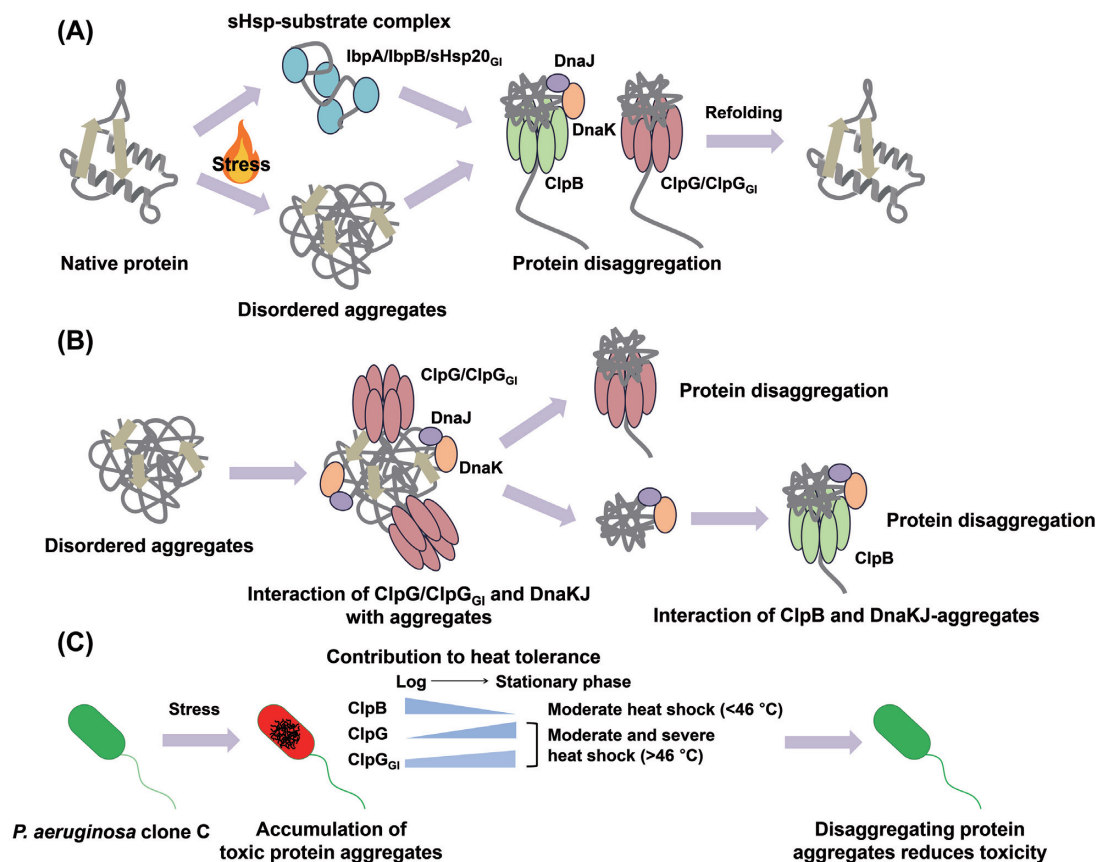 (A)
sHsp-substrate complex
IbpA/IbpB/sHsp20GI
DnaJ
DnaK
Refolding
Stress
ClpB
ClpG/ClpGGI
Native protein
Protein disaggregation
Disordered aggregates
(B)
ClpG/ClpGGI
Protein disaggregation
DnaJ
DnaK
Protein disaggregation
Disordered aggregates
ClpB
Interaction of ClpG/ClpGGI and DnaKJ
with aggregates
Interaction of ClpB and DnaKJ-aggregates
(C)
Contribution to heat tolerance
Log
Stationary phase
Stress
ClpB
Moderate heat shock (<46 °C)
ClpG
Moderate and severe
heat shock (>46 °C)
ClpGGI
P. aeruginosa clone C
Accumulation of
toxic protein aggregates
Disaggregating protein
aggregates reduces toxicity